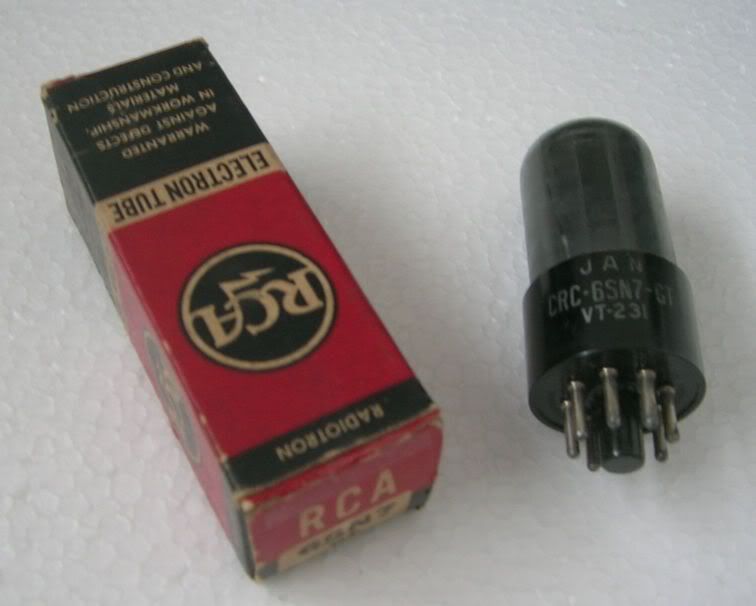 WARRANTED
AGAINST DEFECTS
IN WORKMANSHIP,
MATERIALS
AND CONSTRUCTION
ELECTRON TUBE
RCA
RADIOTRON
RCA
6SN7
JAN
CRC-6SN7-GT
VT-231